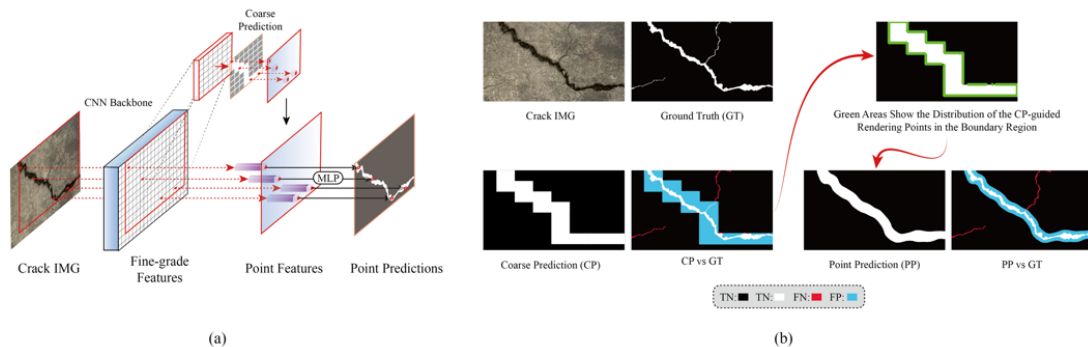 Coarse
Prediction
CNN Backbone
MLP
Crack IMG
Fine-grade
Features
Point Features
Point Predictions
(a)
Crack IMG
Ground Truth (GT)
Green Areas Show the Distribution of the CP-guided
Rendering Points in the Boundary Region
Coarse Prediction (CP)
CP vs GT
Point Prediction (PP)
PP vs GT
TN: TN: FN: FP:
(b)